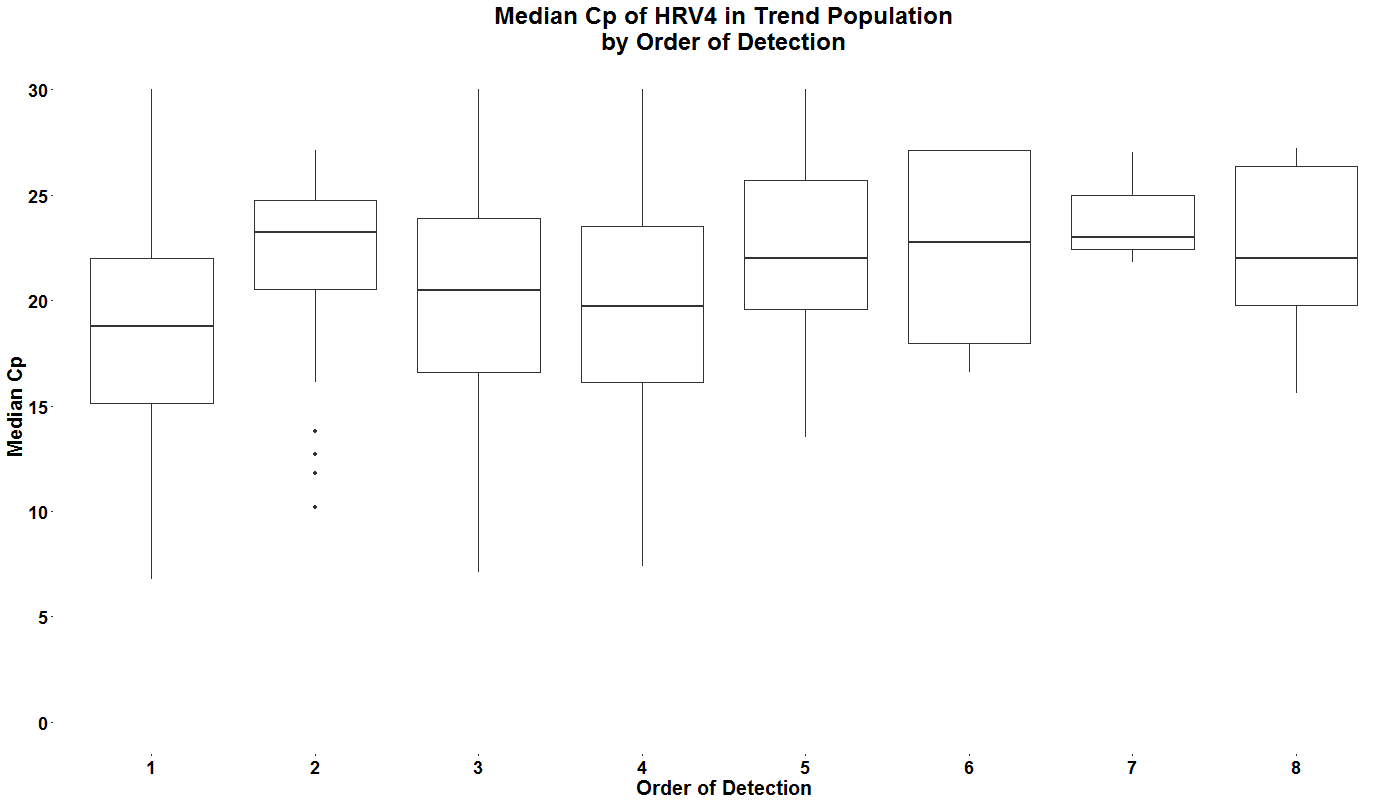 Median Cp of HRV4 in Trend Population
by Order of Detection
30
25
20
15
10
5
0
Median Cp
1 2 3 4 5 6 7 8
Order of Detection